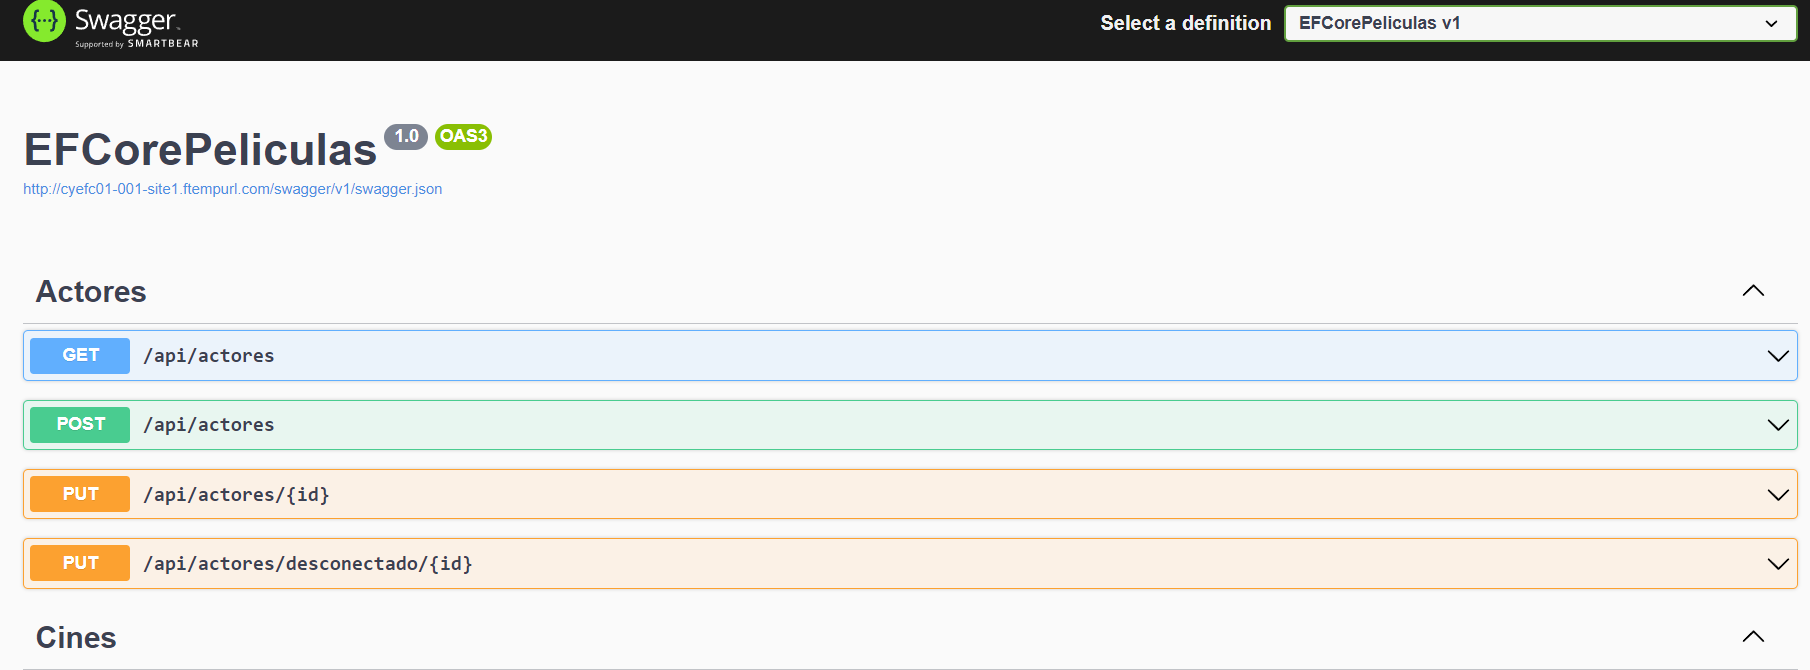 Swagger
Supported by SMARTBEAR
Select a definition
EFCorePeliculas v1
EFCorePeliculas 1.0 OAS3
http://cyefc01-001-site1.ftempurl.com/swagger/v1/swagger.json
Actores
GET /api/actores
POST /api/actores
PUT /api/actores/{id}
PUT /api/actores/desconectado/{id}
Cines